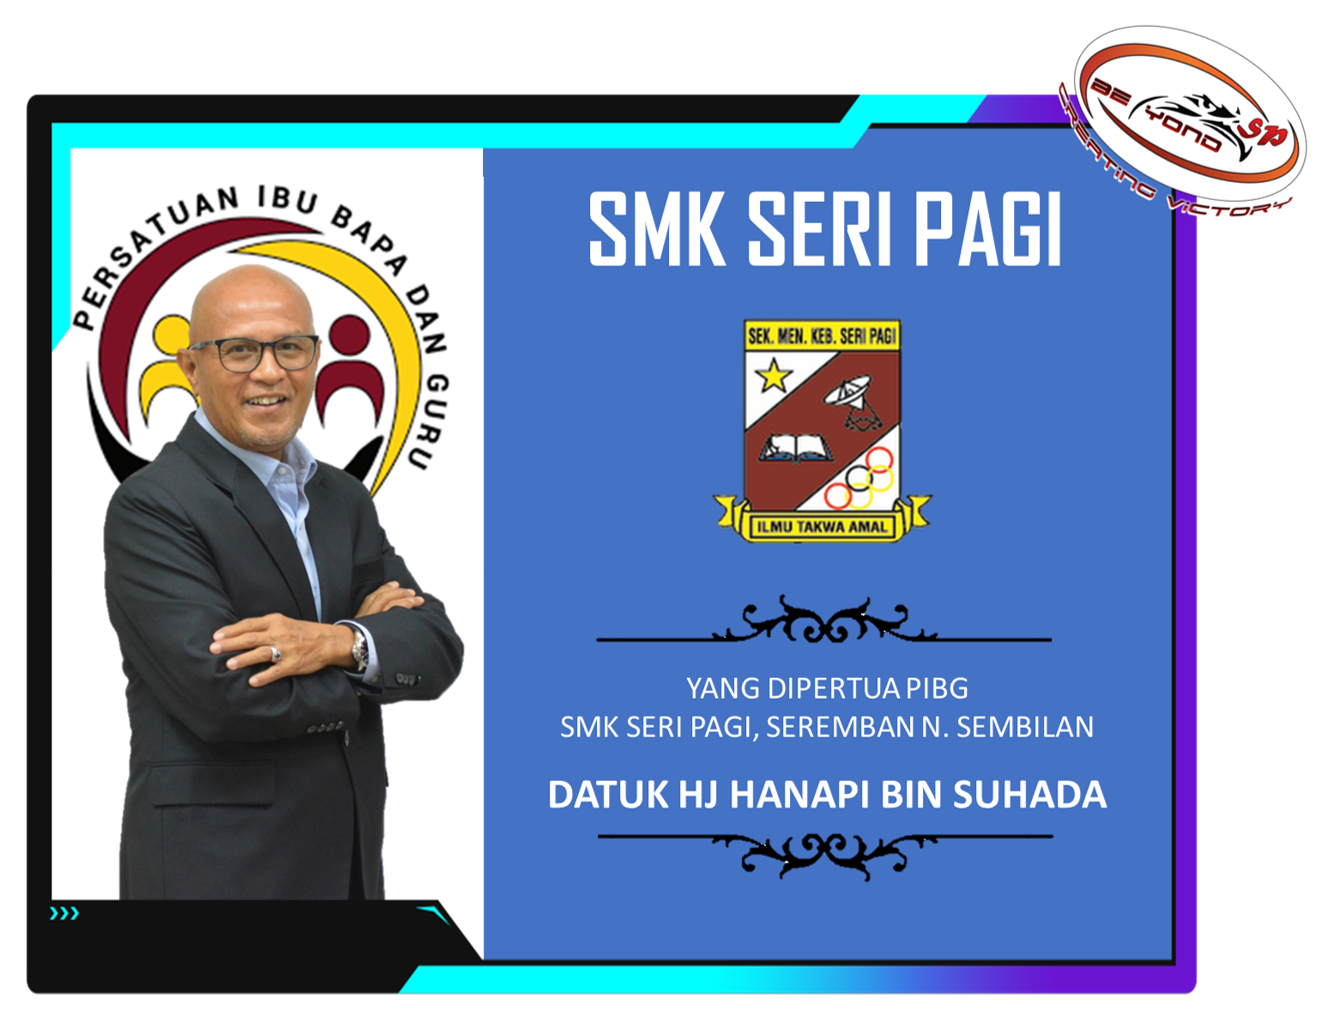 BE YOND SP
CREATING VICTORY
PERSATUAN IBU BAPA DAN GURU
SMK SERI PAGI
SEK. MEN. KEB. SERI PAGI
ILMU TAKWA AMAL
YANG DIPERTUA PIBG
SMK SERI PAGI, SEREMBAN N. SEMBILAN
DATUK HJ HANAPI BIN SUHADA